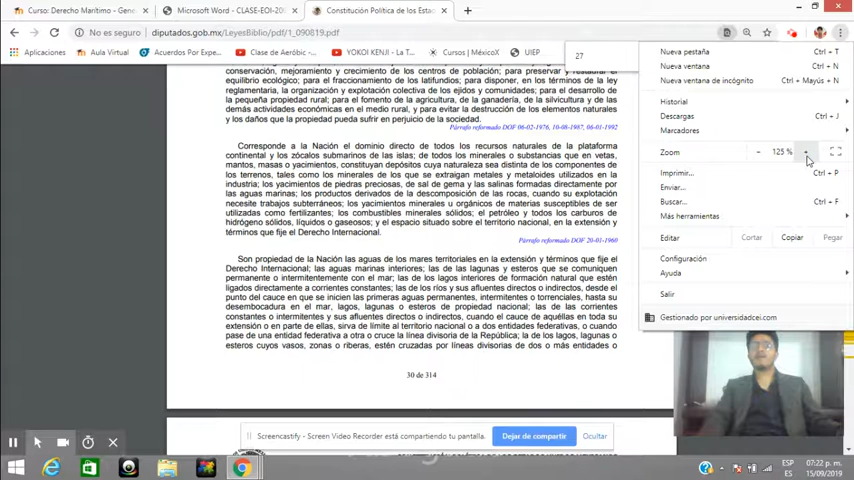 Curso: Derecho Marítimo - Gene
Microsoft Word - CLASE-EOI-200
Constitución Política de los Esta
No es seguro
diputados.gob.mx/LeyesBiblio/pdf/1_090819.pdf
Aplicaciones
Aula Virtual
Acuerdos Por Expe...
Clase de Aeróbic -...
YOKOI KENJI - La T...
Cursos | MéxicoX
UIEP
27
Nueva pestaña Ctrl + T
Nueva ventana Ctrl + N
Nueva ventana de incógnito Ctrl + Mayús + N
Historial
Descargas Ctrl + J
Marcadores
Zoom - 125 % +
Imprimir... Ctrl + P
Enviar...
Buscar... Ctrl + F
Más herramientas
Editar Cortar Copiar Pegar
Configuración
Ayuda
Salir
Gestionado por universidadcei.com
conservación, mejoramiento y crecimiento de los centros de población; para preservar y restaurar el
equilibrio ecológico; para el fraccionamiento de los latifundios; para disponer, en los términos de la ley
reglamentaria, la organización y explotación colectiva de los ejidos y comunidades; para el desarrollo de
la pequeña propiedad rural; para el fomento de la agricultura, de la ganadería, de la silvicultura y de las
demás actividades económicas en el medio rural, y para evitar la destrucción de los elementos naturales
y los daños que la propiedad pueda sufrir en perjuicio de la sociedad.
Párrafo reformado DOF 06-02-1976, 10-08-1987, 06-01-1992
Corresponde a la Nación el dominio directo de todos los recursos naturales de la plataforma
continental y los zócalos submarinos de las islas; de todos los minerales o substancias que en vetas,
mantos, masas o yacimientos, constituyan depósitos cuya naturaleza sea distinta de los componentes
de los terrenos, tales como los minerales de los que se extraigan metales y metaloides utilizados en la
industria; los yacimientos de piedras preciosas, de sal de gema y las salinas formadas directamente por
las aguas marinas; los productos derivados de la descomposición de las rocas, cuando su explotación
necesite trabajos subterráneos; los yacimientos minerales u orgánicos de materias susceptibles de ser
utilizadas como fertilizantes; los combustibles minerales sólidos; el petróleo y todos los carburos de
hidrógeno sólidos, líquidos o gaseosos; y el espacio situado sobre el territorio nacional, en la extensión y
términos que fije el Derecho Internacional.
Párrafo reformado DOF 20-01-1960
Son propiedad de la Nación las aguas de los mares territoriales en la extensión y términos que fije el
Derecho Internacional; las aguas marinas interiores; las de las lagunas y esteros que se comuniquen
permanente o intermitentemente con el mar; las de los lagos interiores de formación natural que estén
ligados directamente a corrientes constantes; las de los ríos y sus afluentes directos o indirectos, desde el
punto del cauce en que se inicien las primeras aguas permanentes, intermitentes o torrenciales, hasta su
desembocadura en el mar, lagos, lagunas o esteros de propiedad nacional; las de las corrientes
constantes o intermitentes y sus afluentes directos o indirectos, cuando el cauce de aquéllas en toda su
extensión o en parte de ellas, sirva de límite al territorio nacional o a dos entidades federativas, o cuando
pase de una entidad federativa a otra o cruce la línea divisoria de la República; la de los lagos, lagunas o
esteros cuyos vasos, zonas o riberas, estén cruzadas por líneas divisorias de dos o más entidades o
30 de 314
Screencastify - Screen Video Recorder está compartiendo tu pantalla.
Dejar de compartir
Ocultar
ESP
ES
07:22 p. m.
15/09/2019